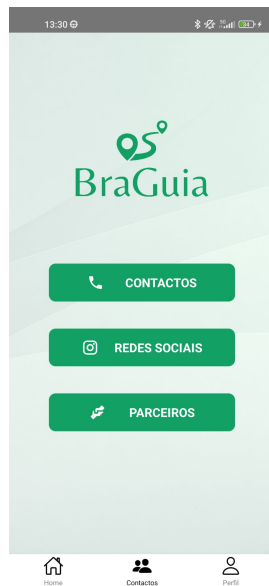 13:30
BraGuia
CONTACTOS
REDES SOCIAIS
PARCEIROS
Home
Contactos
Perfil